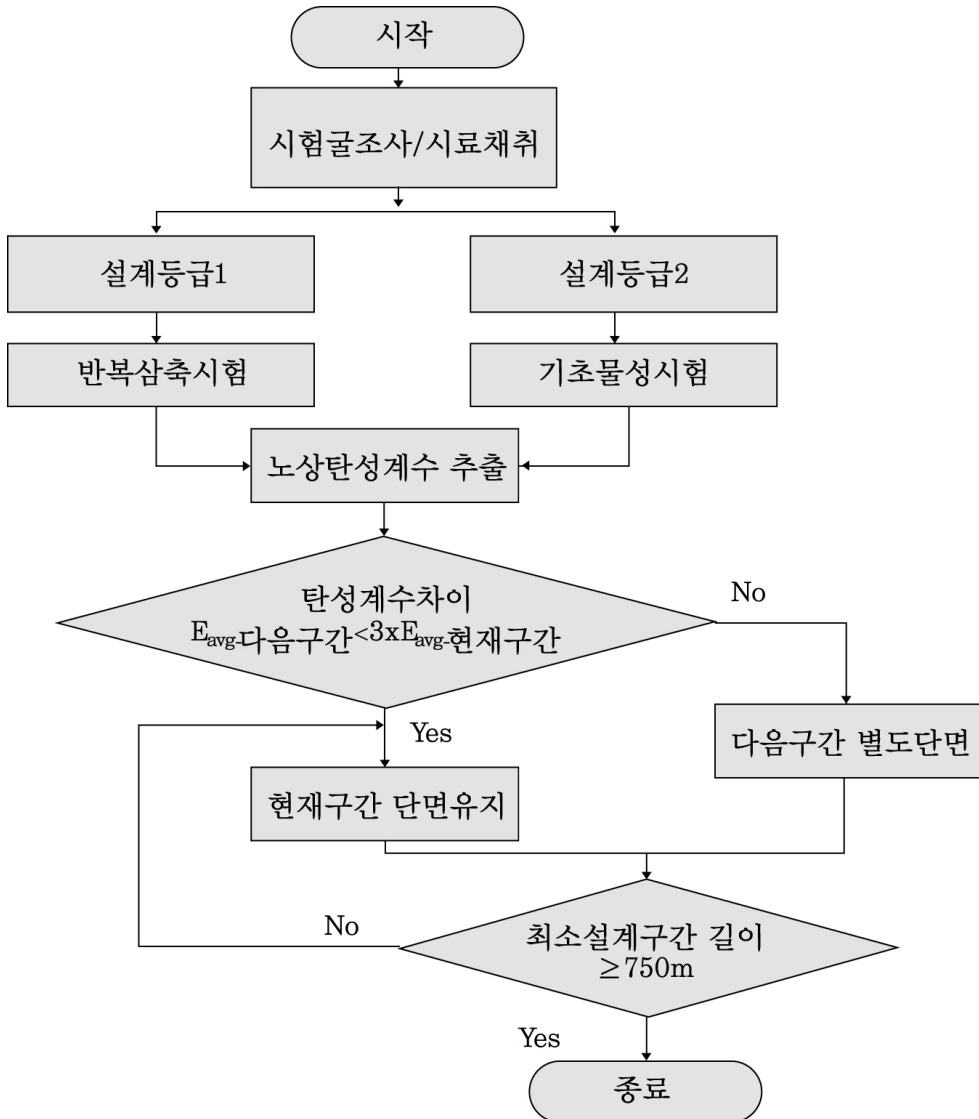 시작
시험굴조사/시료채취
설계등급1
설계등급2
반복삼축시험
기초물성시험
노상탄성계수 추출
탄성계수차이
Eavg-다음구간<3xEavg-현재구간
No
Yes
다음구간 별도단면
현재구간 단면유지
No
최소설계구간 길이
≥750m
Yes
종료